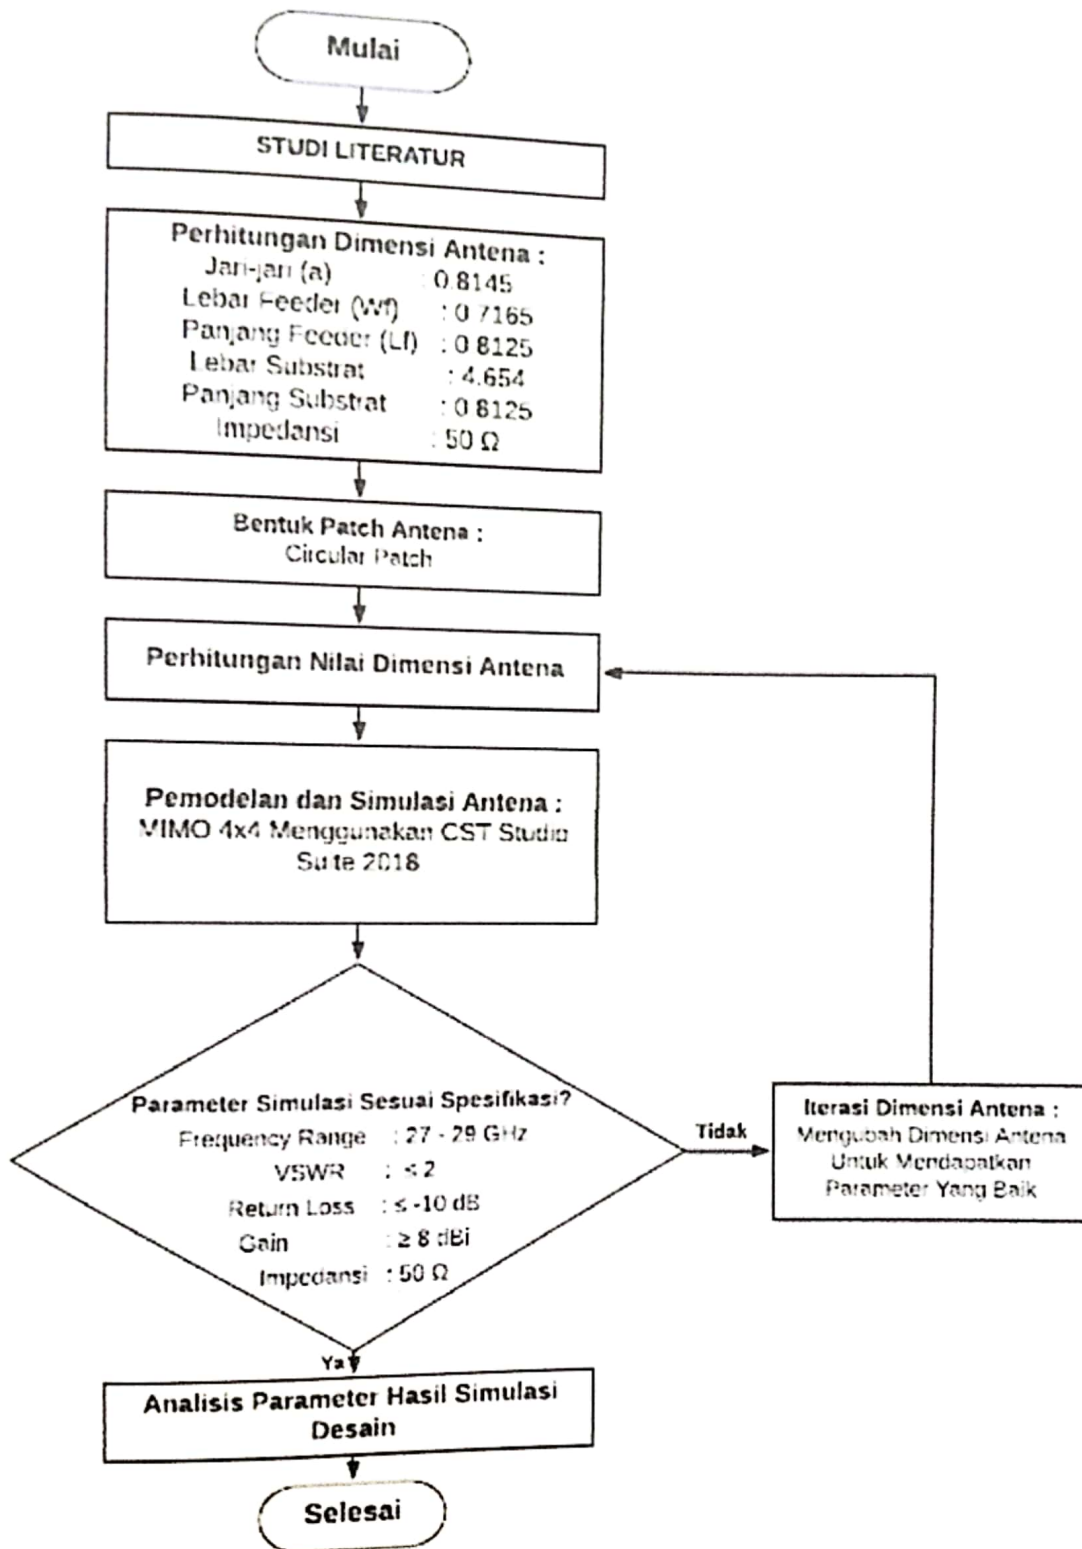 Mulai
STUDI LITERATUR
Perhitungan Dimensi Antena :
Jari-jari (a) : 0.8145
Lebar Feeder (Wf) : 0.7165
Panjang Feeder (Lf) : 0.8125
Lebar Substrat : 4.654
Panjang Substrat : 0.8125
Impedansi : 50 Ω
Bentuk Patch Antena :
Circular Patch
Perhitungan Nilai Dimensi Antena
Pemodelan dan Simulasi Antena :
MIMO 4x4 Menggunakan CST Studio
Suite 2018
Parameter Simulasi Sesuai Spesifikasi?
Frequency Range : 27 - 29 GHz
VSWR : ≤ 2
Return Loss : ≤ -10 dB
Gain : ≥ 8 dBi
Impedansi : 50 Ω
Tidak
Iterasi Dimensi Antena :
Mengubah Dimensi Antena
Untuk Mendapatkan
Parameter Yang Baik
Ya
Analisis Parameter Hasil Simulasi
Desain
Selesai